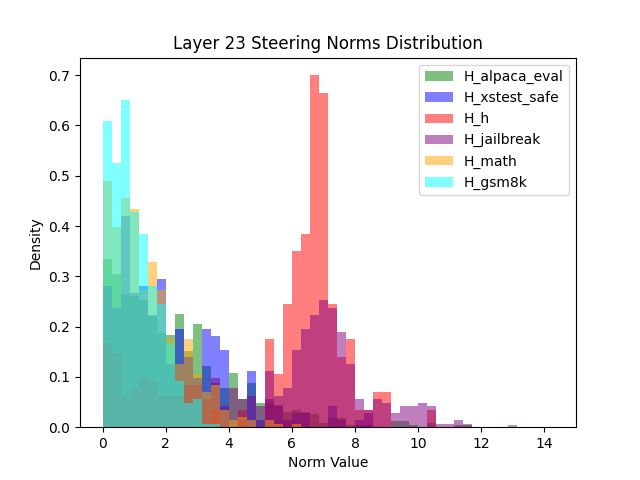 Layer 23 Steering Norms Distribution
H_alpaca_eval
H_xstest_safe
H_h
H_jailbreak
H_math
H_gsm8k
Density
0.7
0.6
0.5
0.4
0.3
0.2
0.1
0.0
0 2 4 6 8 10 12 14
Norm Value